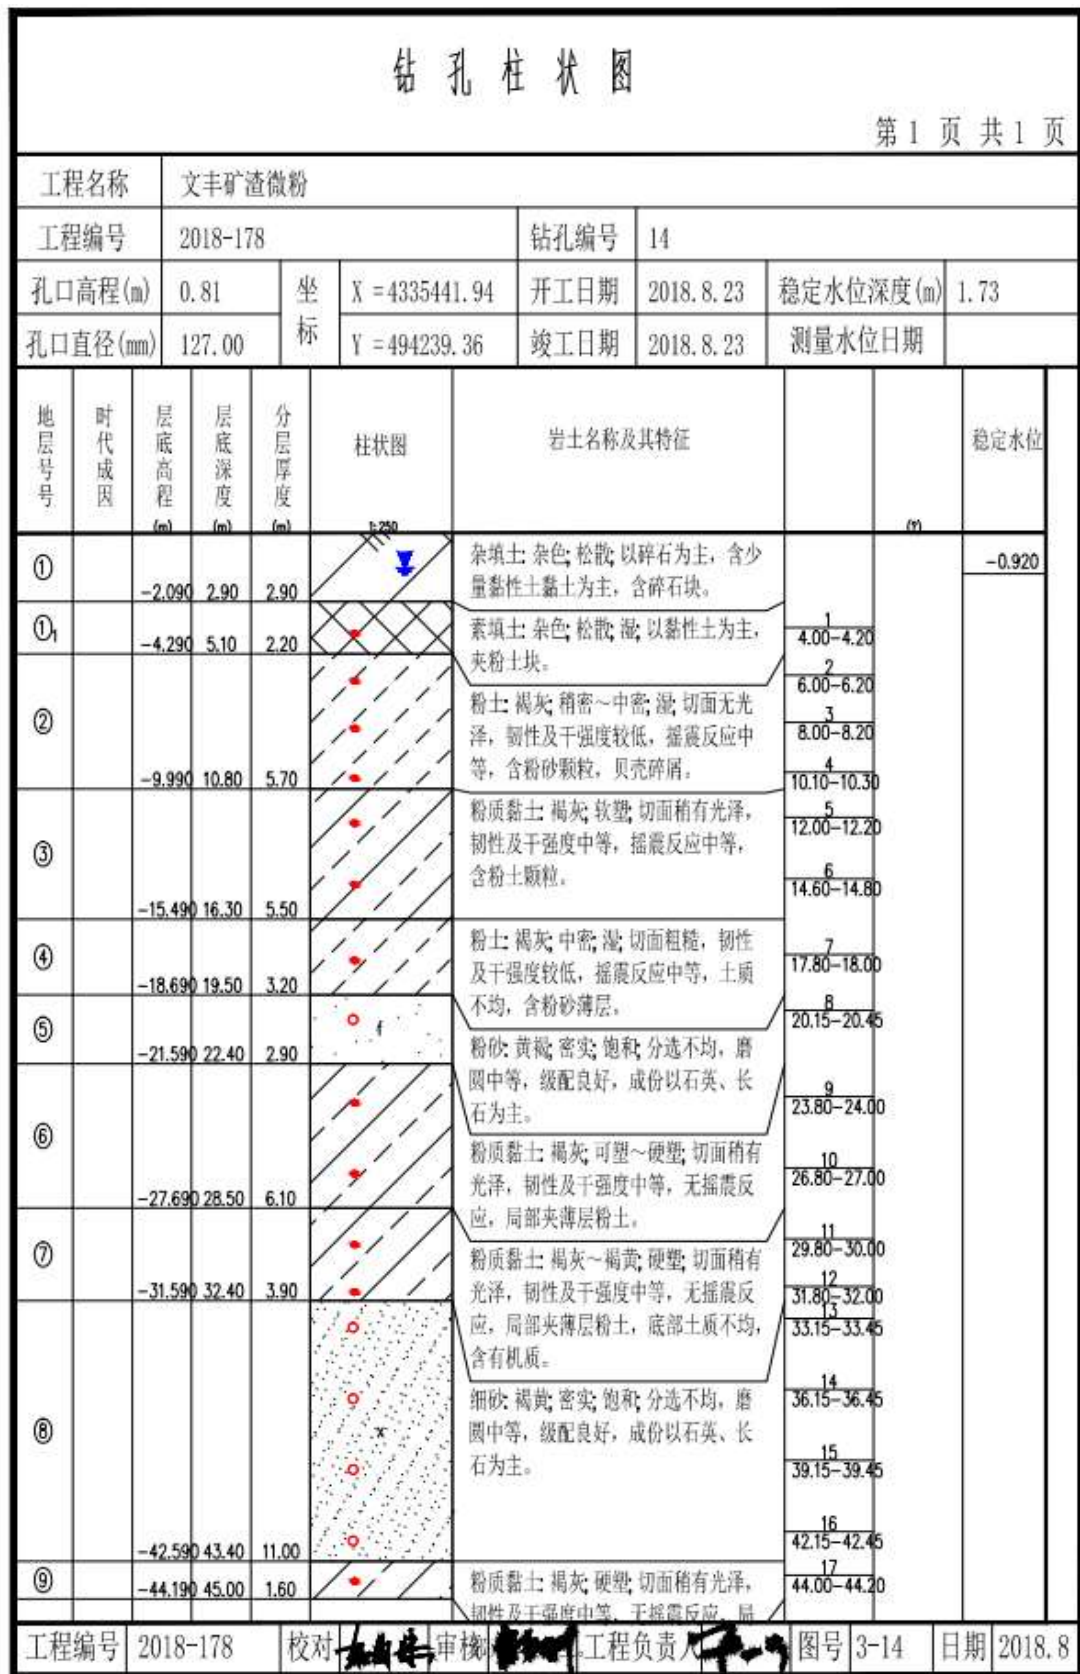 钻孔柱状图
第 1 页 共 1 页
工程名称 文丰矿渣微粉
工程编号 2018-178 钻孔编号 14
孔口高程(m) 0.81 坐标 X =4335441.94 开工日期 2018.8.23 稳定水位深度(m) 1.73
孔口直径(mm) 127.00 Y =494239.36 竣工日期 2018.8.23 测量水位日期
地层号号 时代成因 层底高程(m) 层底深度(m) 分层厚度(m) 柱状图 1:250 岩土名称及其特征 稳定水位
① -2.090 2.90 2.90
杂填土: 杂色; 松散; 以碎石为主, 含少
量黏性土黏土为主, 含碎石块。
-0.920
①1 -4.290 5.10 2.20
素填土: 杂色; 松散; 湿; 以黏性土为主,
夹粉土块。
1
4.00-4.20
② -9.990 10.80 5.70
粉土: 褐灰; 稍密~中密; 湿; 切面无光
泽, 韧性及干强度较低, 摇震反应中
等, 含粉砂颗粒, 贝壳碎屑。
2
6.00-6.20
3
8.00-8.20
4
10.10-10.30
③ -15.490 16.30 5.50
粉质黏土: 褐灰; 软塑; 切面稍有光泽,
韧性及干强度中等, 摇震反应中等,
含粉土颗粒。
5
12.00-12.20
6
14.60-14.80
④ -18.690 19.50 3.20
粉土: 褐灰; 中密; 湿; 切面粗糙, 韧性
及干强度较低, 摇震反应中等, 土质
不均, 含粉砂薄层。
7
17.80-18.00
⑤ -21.590 22.40 2.90
f
粉砂: 黄褐; 密实; 饱和; 分选不均, 磨
圆中等, 级配良好, 成份以石英、长
石为主。
8
20.15-20.45
⑥ -27.690 28.50 6.10
粉质黏土: 褐灰; 可塑~硬塑; 切面稍有
光泽, 韧性及干强度中等, 无摇震反
应, 局部夹薄层粉土。
9
23.80-24.00
10
26.80-27.00
⑦ -31.590 32.40 3.90
粉质黏土: 褐灰~褐黄; 硬塑; 切面稍有
光泽, 韧性及干强度中等, 无摇震反
应, 局部夹薄层粉土, 底部土质不均,
含有机质。
11
29.80-30.00
12
31.80-32.00
⑧ -42.590 43.40 11.00
x
细砂: 褐黄; 密实; 饱和; 分选不均, 磨
圆中等, 级配良好, 成份以石英、长
石为主。
13
33.15-33.45
14
36.15-36.45
15
39.15-39.45
16
42.15-42.45
⑨ -44.190 45.00 1.60
粉质黏土: 褐灰; 硬塑; 切面稍有光泽,
韧性及干强度中等, 无摇震反应, 局
17
44.00-44.20
工程编号 2018-178 校对 审核 工程负责人 图号 3-14 日期 2018.8